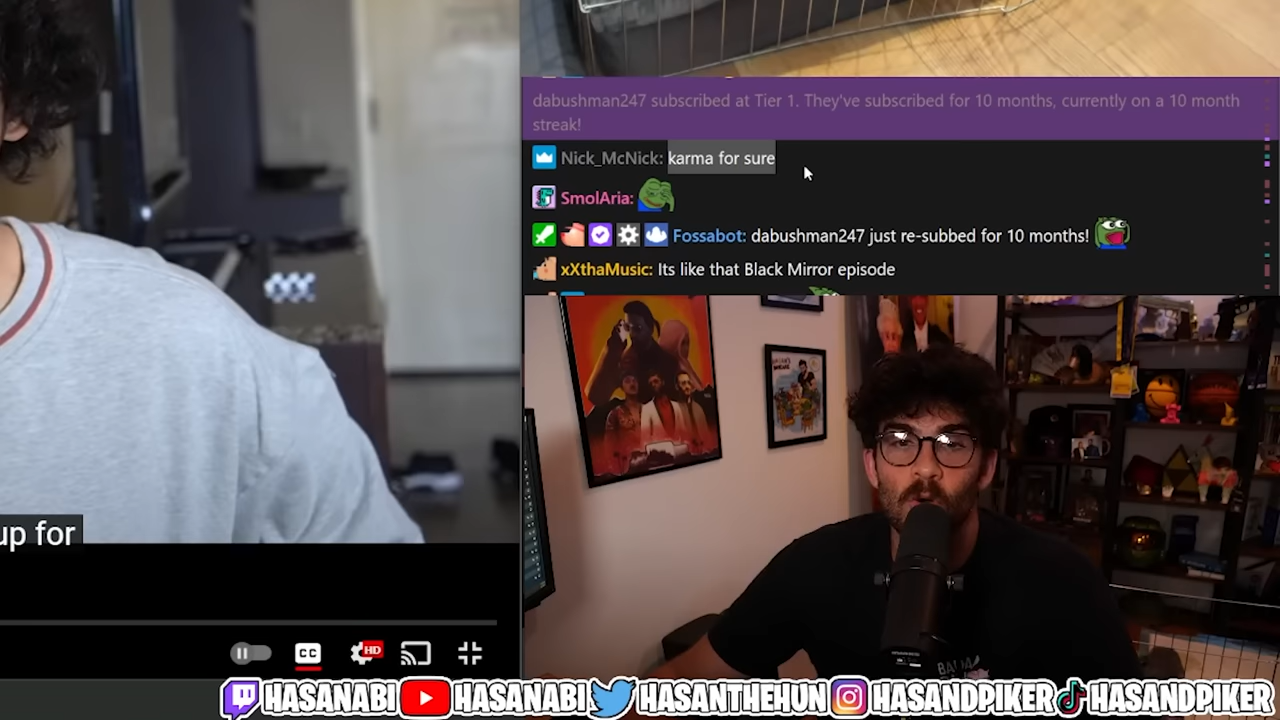 dabushman247 subscribed at Tier 1. They've subscribed for 10 months, currently on a 10 month
streak!
Nick_McNick: karma for sure
SmolAria:
Fossabot: dabushman247 just re-subbed for 10 months!
xXthaMusic: Its like that Black Mirror episode
up for
HD
CC
HASANABI HASANABI HASANTHEHUN HASANDPIKER HASANDPIKER